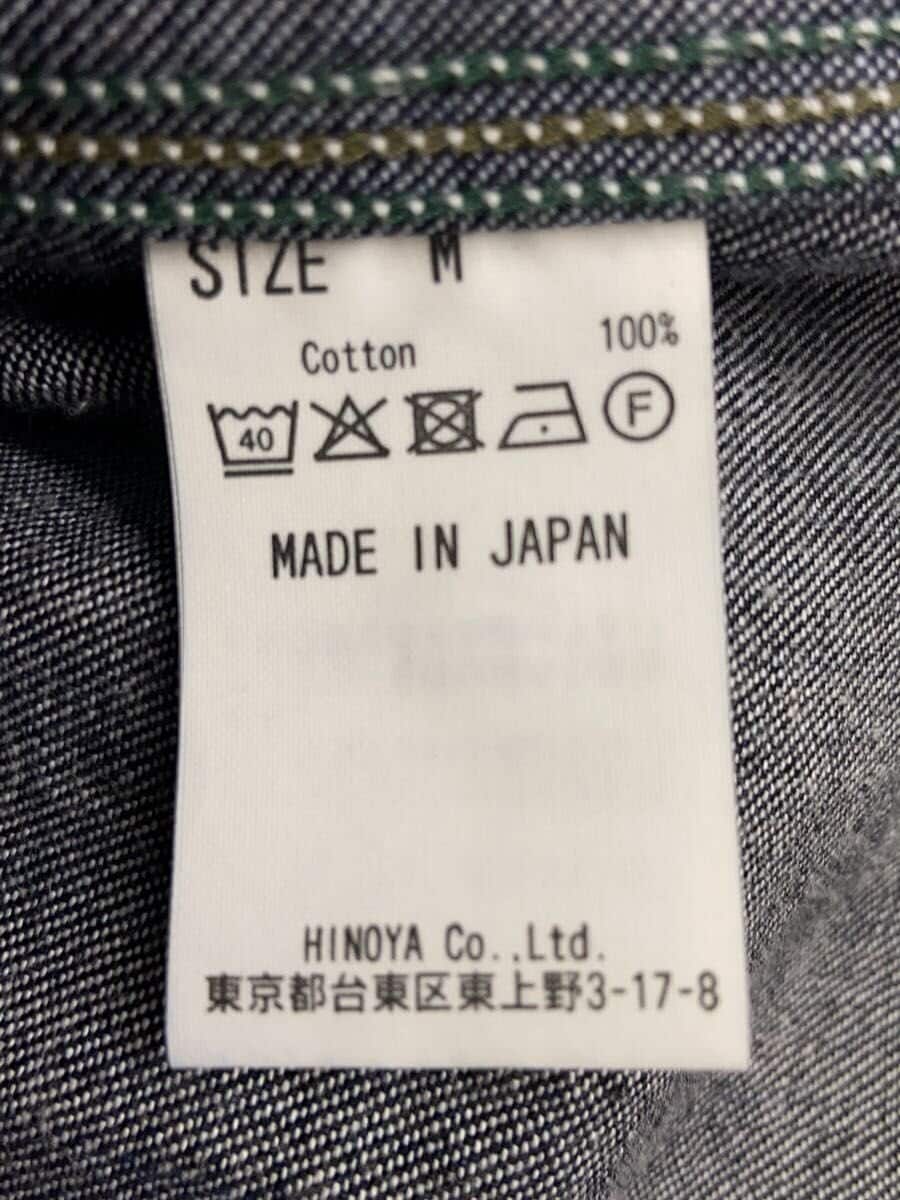 SIZE M
Cotton 100%
40 F
MADE IN JAPAN
HINOYA Co.,Ltd.
東京都台東区東上野3-17-8